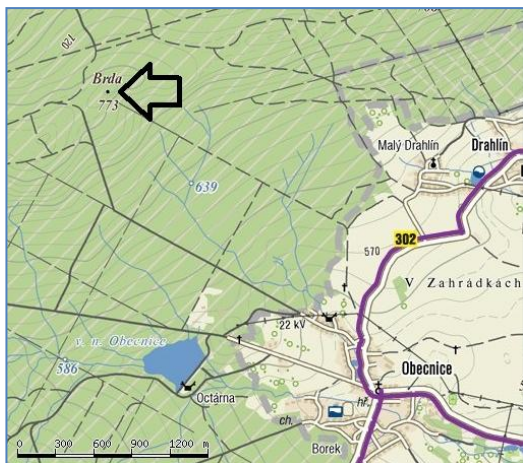 Brda
773
Malý Drahlín
Drahlín
639
302
570
V Zahrádkách
22 kV
v. n. Obecnice
586
Octárna
Obecnice
hř.
ch.
Borek
0 300 600 900 1200 m